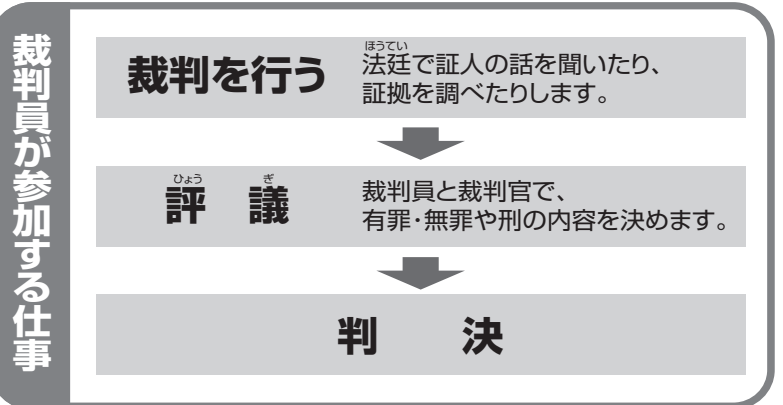 裁判員が参加する仕事
裁判を行う
ほうてい
法廷で証人の話を聞いたり、
証拠を調べたりします。
ひょう ぎ
評 議
裁判員と裁判官で、
有罪・無罪や刑の内容を決めます。
判 決